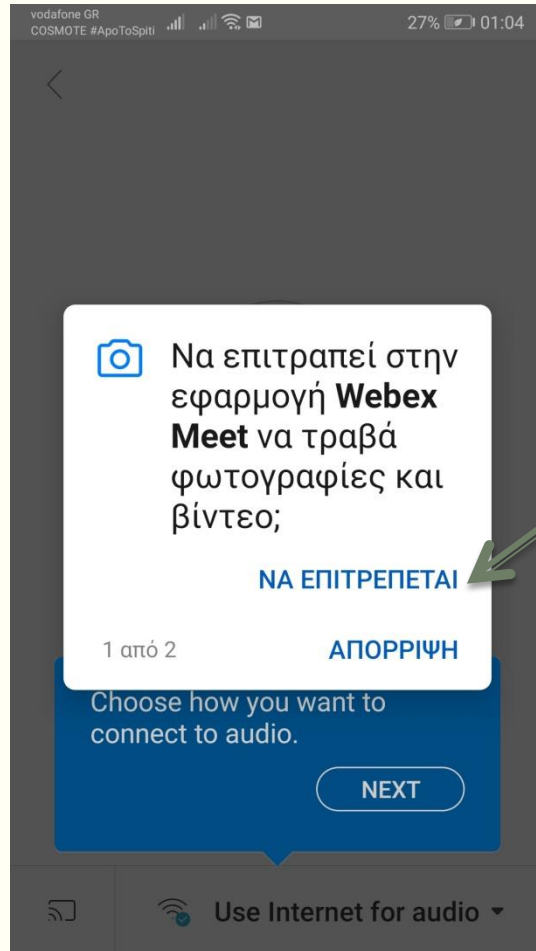 vodafone GR
COSMOTE #ApoToSpiti
27% 01:04
Να επιτραπεί στην
εφαρμογή Webex
Meet να τραβά
φωτογραφίες και
βίντεο;
ΝΑ ΕΠΙΤΡΕΠΕΤΑΙ
1 από 2 ΑΠΟΡΡΙΨΗ
Choose how you want to
connect to audio.
NEXT
Use Internet for audio